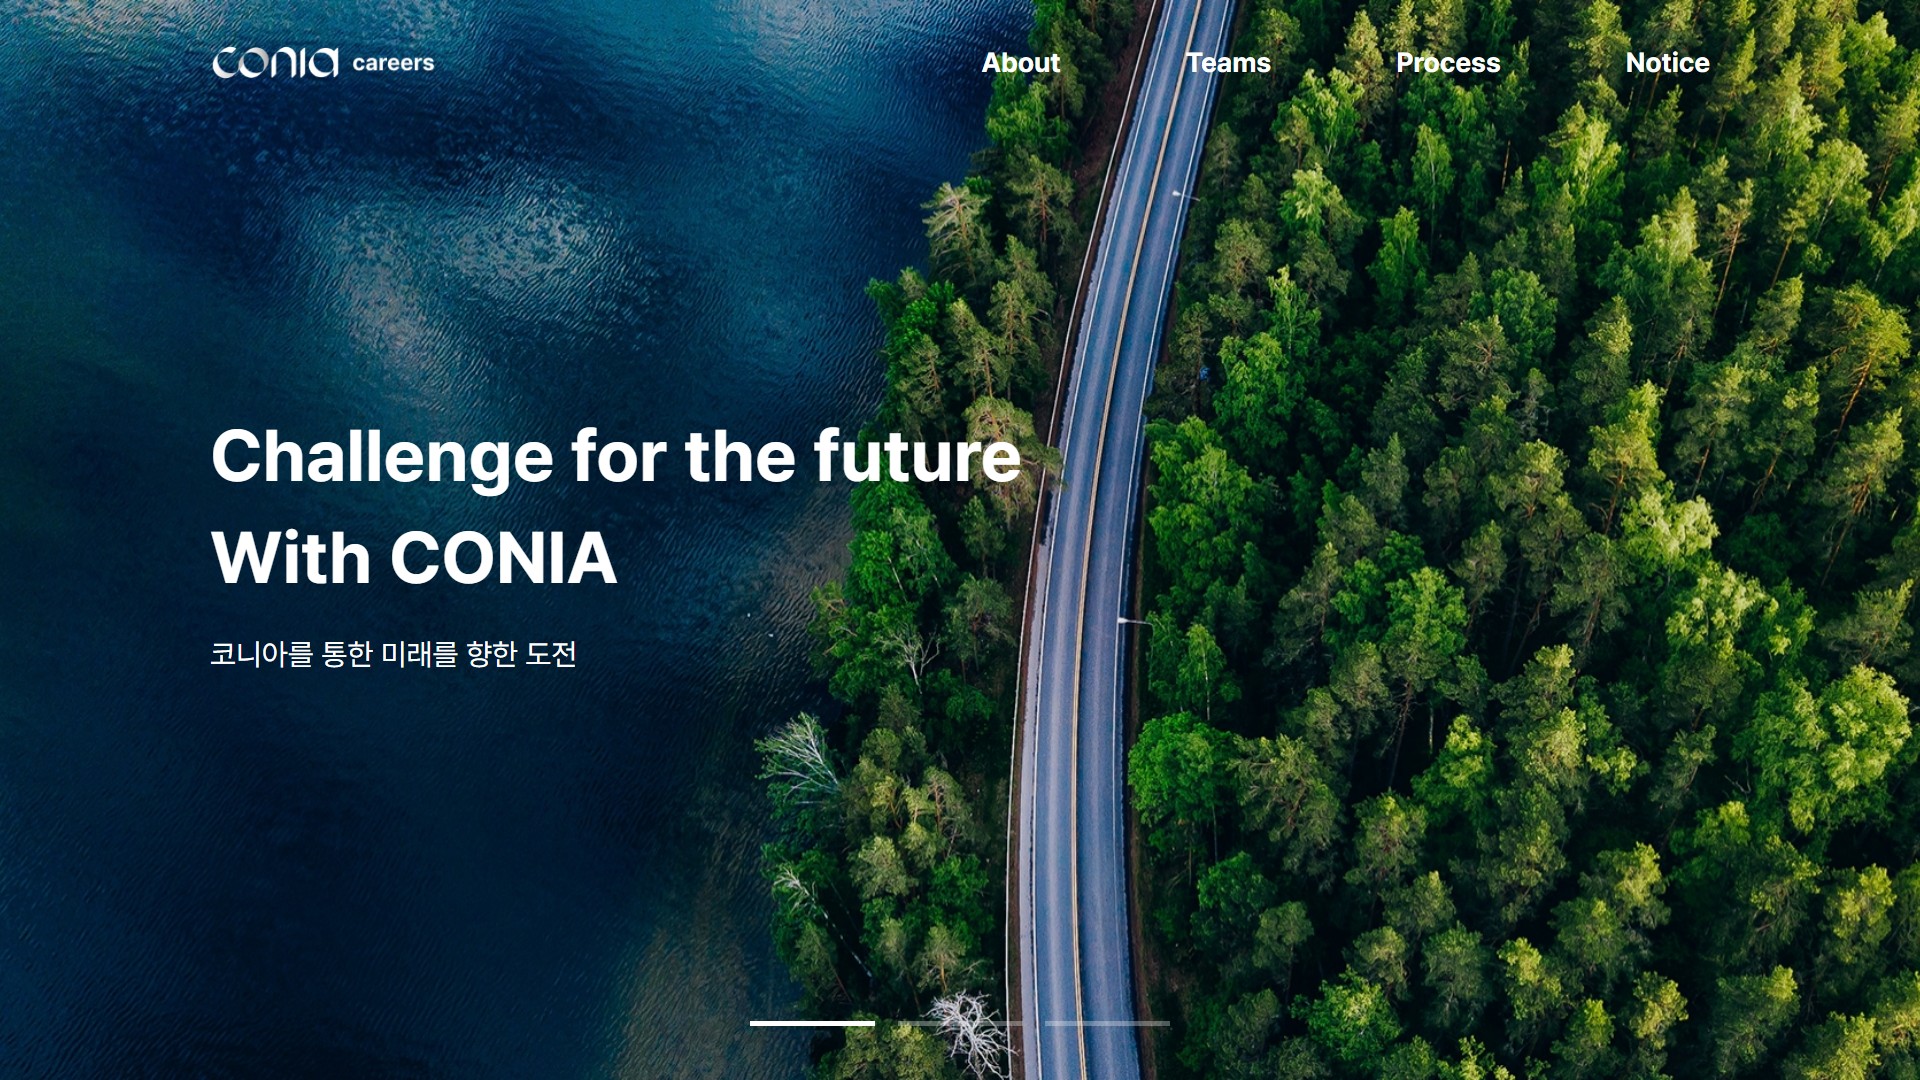 conia careers
About
Teams
Process
Notice
Challenge for the future
With CONIA
코니아를 통한 미래를 향한 도전